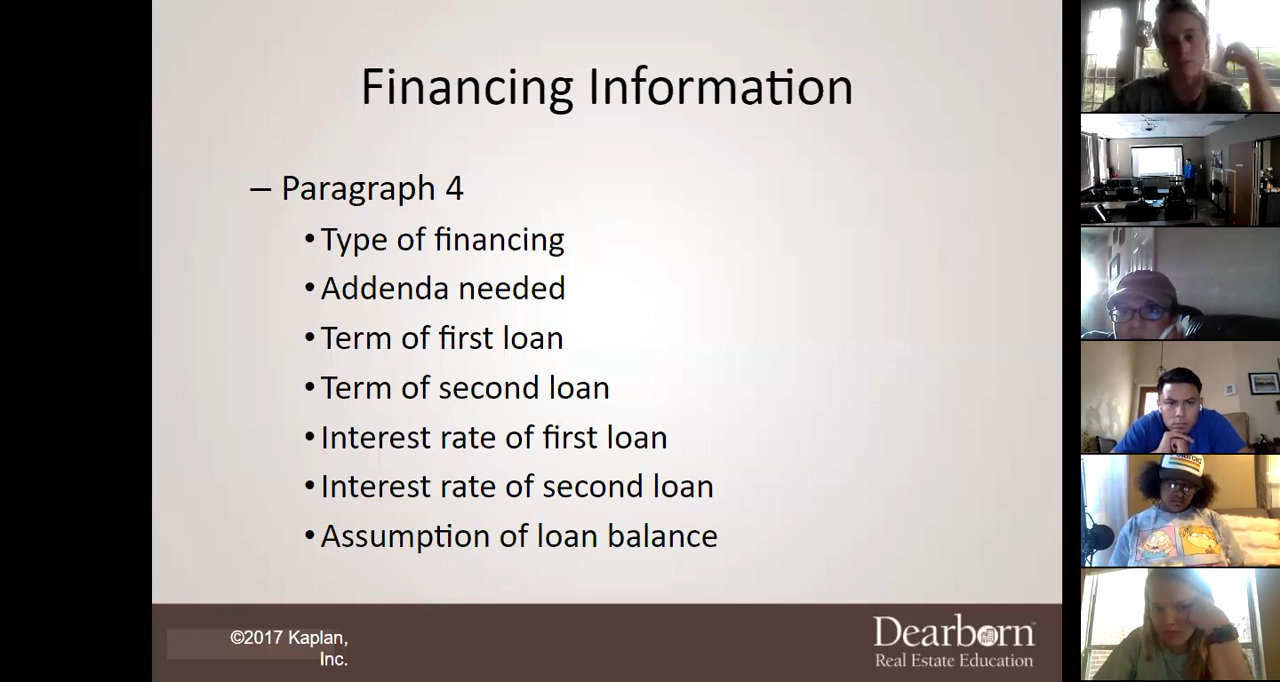 Financing Information
– Paragraph 4
• Type of financing
• Addenda needed
• Term of first loan
• Term of second loan
• Interest rate of first loan
• Interest rate of second loan
• Assumption of loan balance
©2017 Kaplan,
Inc.
Dearborn™
Real Estate Education